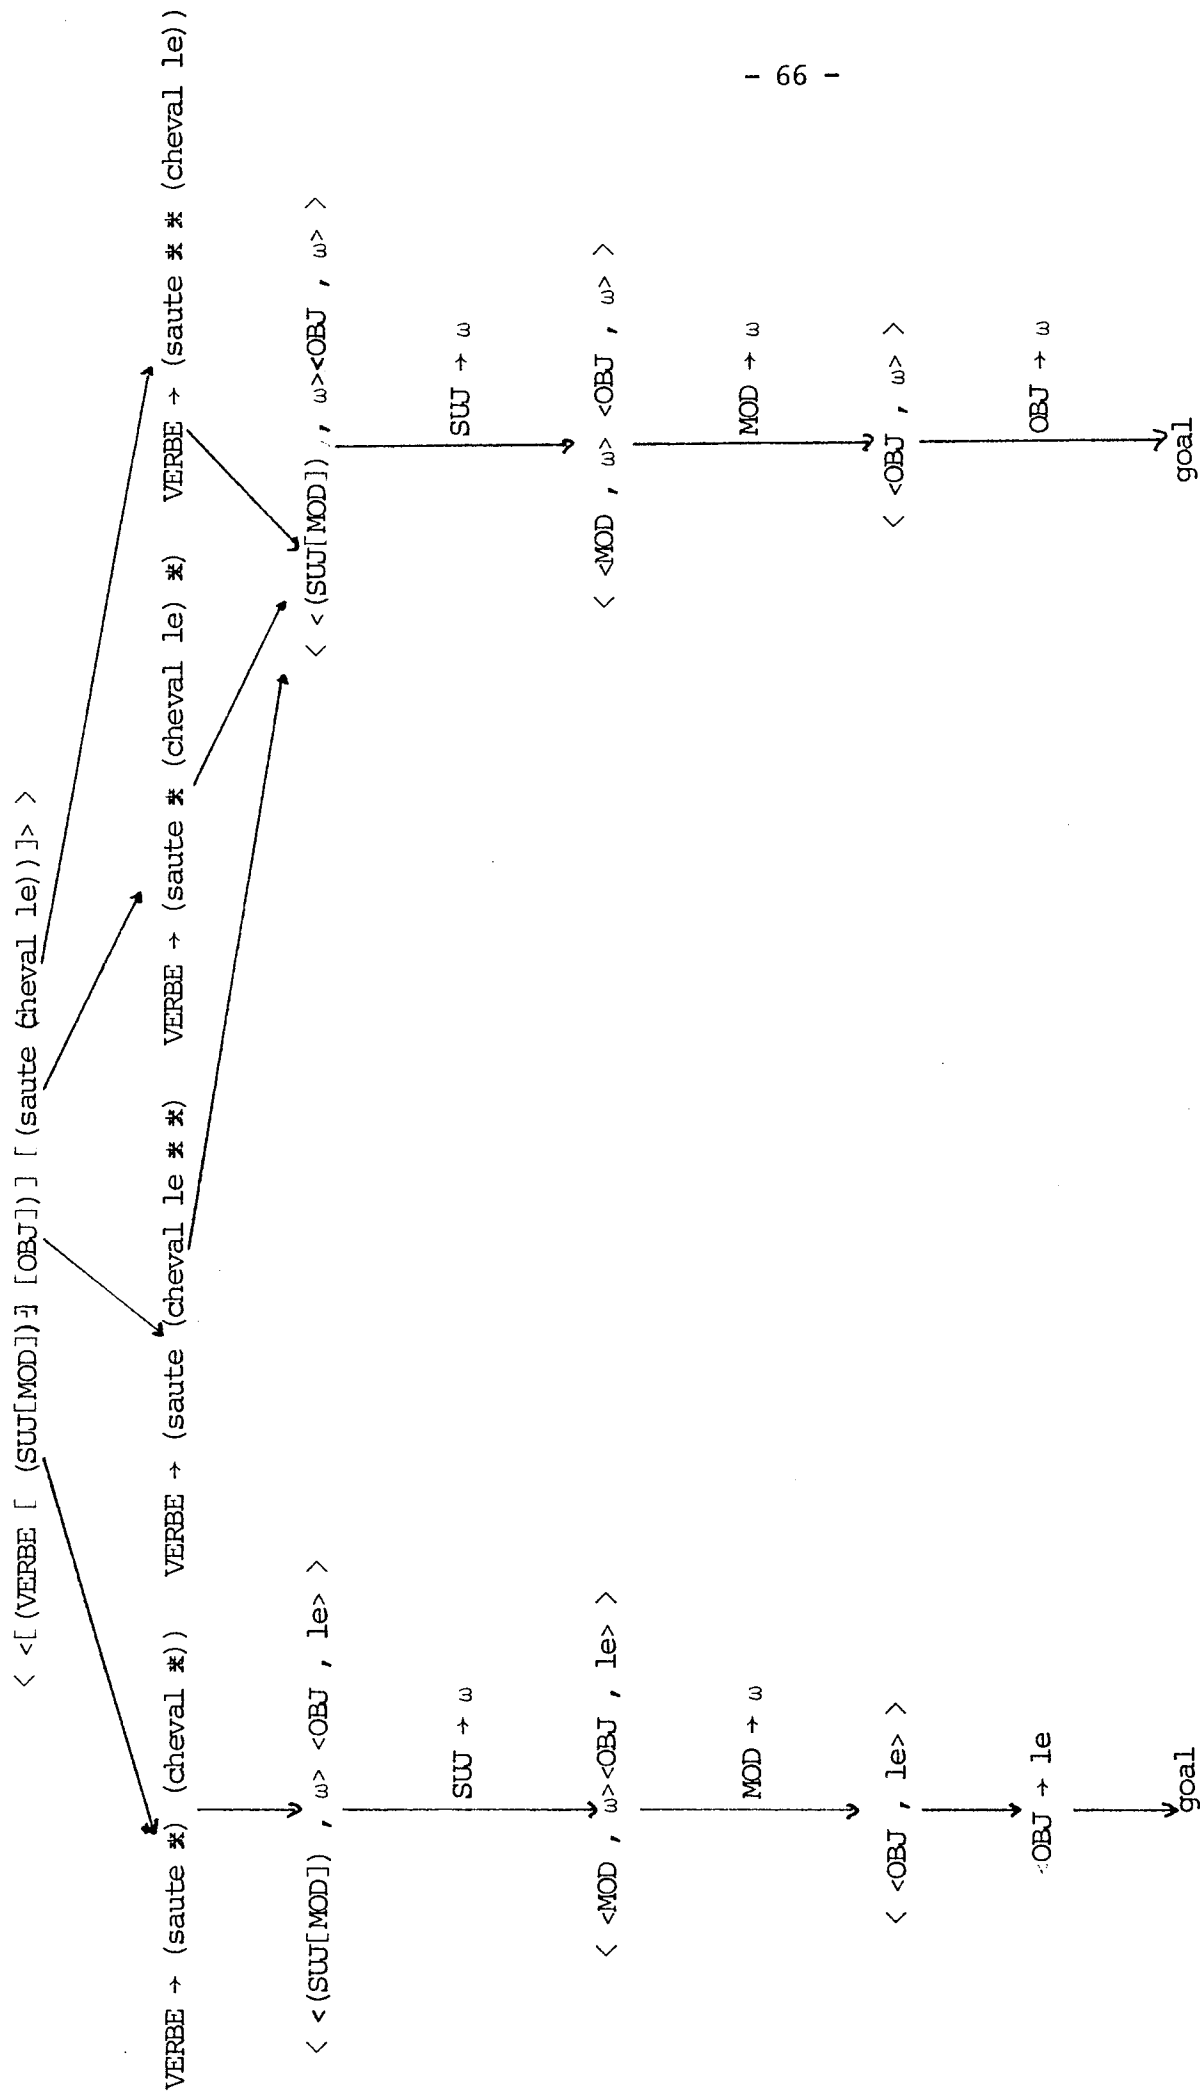 - 66 -
< <[(VERBE [ (SUJ[MOD])] [OBJ])] [(saute (cheval le))]> >
VERBE → (saute *) (cheval *)) VERBE → (saute (cheval le * *) VERBE → (saute * (cheval le) *) VERBE → (saute * * (cheval le))
< <(SUJ[MOD]) , ω> <OBJ , le> > < <(SUJ[MOD]) , ω><OBJ , ω> >
SUJ → ω SUJ → ω
< <MOD , ω><OBJ , le> > < <MOD , ω> <OBJ , ω> >
MOD → ω MOD → ω
< <OBJ , le> > < <OBJ , ω> >
<OBJ → le OBJ → ω
goal goal